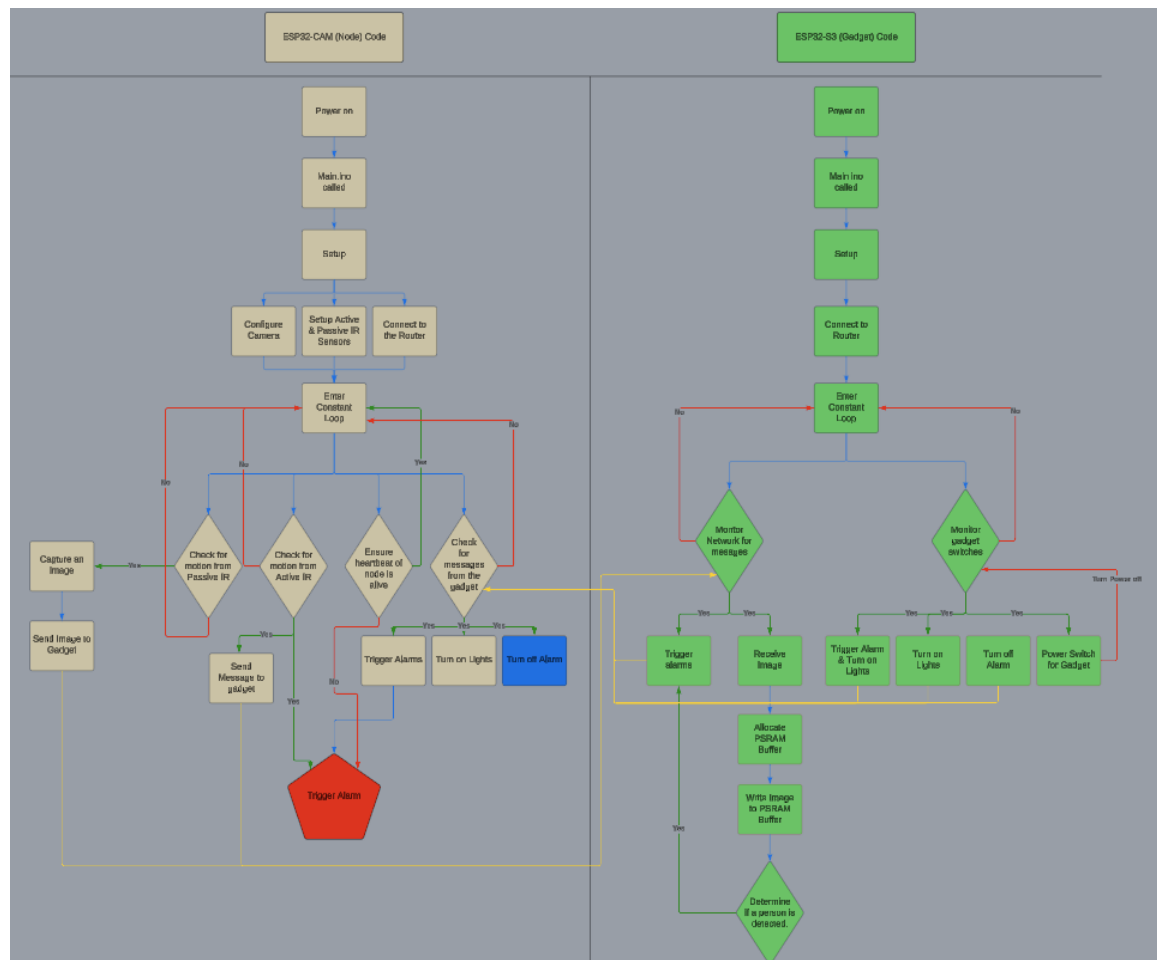 ESP32-CAM (Node) Code
ESP32-S3 (Gadget) Code
Power on
Main.ino
called
Setup
Configure
Camera
Setup Active
& Passive IR
Sensors
Connect to
the Router
Enter
Constant
Loop
No
No
Yes
No
Check for
motion from
Passive IR
Check for
motion from
Active IR
Ensure
heartbeat of
node is
alive
Check
for
messages
from the
gadget
Yes
Capture an
Image
Send Image to
Gadget
Yes
Send
Message to
gadget
Yes
No
Yes
Yes
Yes
Trigger Alarms
Turn on Lights
Turn off Alarm
Trigger Alarm
Power on
Main.ino
called
Setup
Connect to
Router
Enter
Constant
Loop
No
No
Monitor
Network for
messages
Monitor
gadget
switches
Turn Power off
Yes
Yes
Yes
Yes
Yes
Yes
Trigger
alarms
Receive
Image
Trigger Alarm
& Turn on
Lights
Turn on
Lights
Turn off
Alarm
Power Switch
for Gadget
Allocate
PSRAM
Buffer
Write Image
to PSRAM
Buffer
Yes
Determine
if a person is
detected.